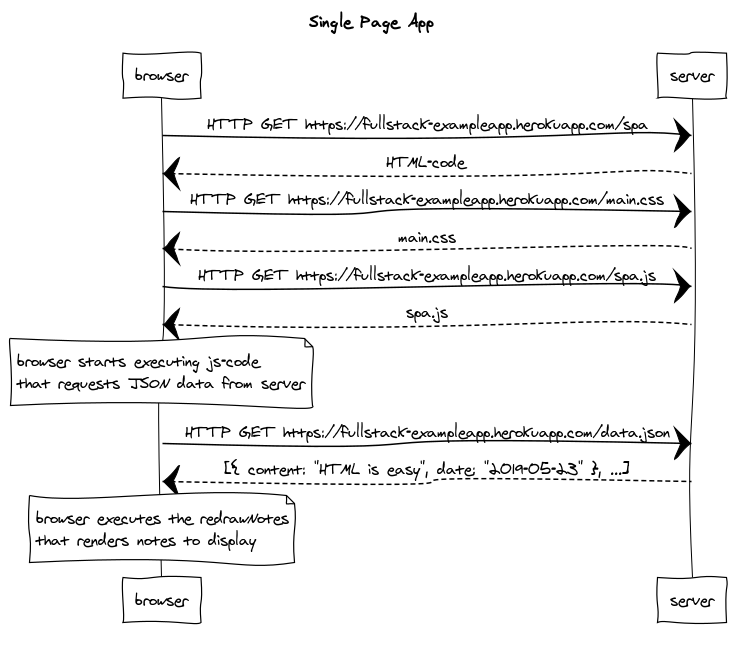 Single Page App
browser
server
HTTP GET https://fullstack-exampleapp.herokuapp.com/spa
HTML-code
HTTP GET https://fullstack-exampleapp.herokuapp.com/main.css
main.css
HTTP GET https://fullstack-exampleapp.herokuapp.com/spa.js
spa.js
browser starts executing js-code
that requests JSON data from server
HTTP GET https://fullstack-exampleapp.herokuapp.com/data.json
[{ content: "HTML is easy", date: "2019-05-23" }, ...]
browser executes the redrawNotes
that renders notes to display
browser
server